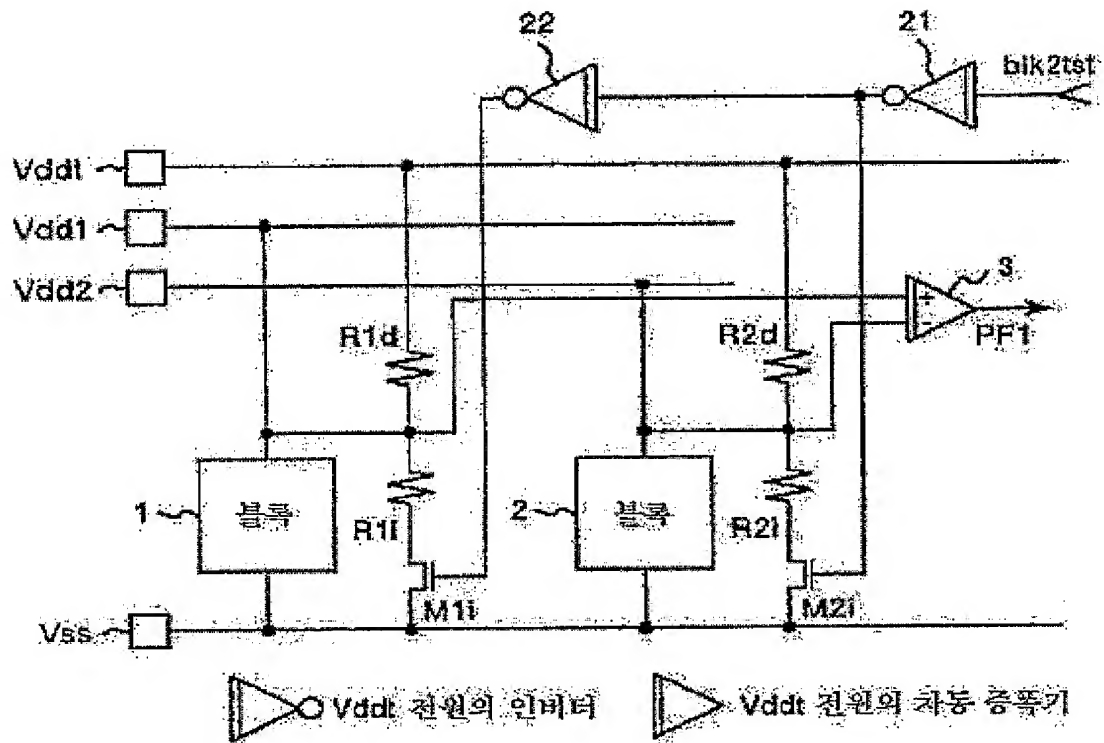 22
21
blk2tst
Vddt
Vdd1
Vdd2
3
R1d
R2d
PF1
1
블록
R1i
2
블록
R2i
M1i
M2i
Vss
Vddt 전원의 인버터
Vddt 전원의 차동 증폭기
+
-